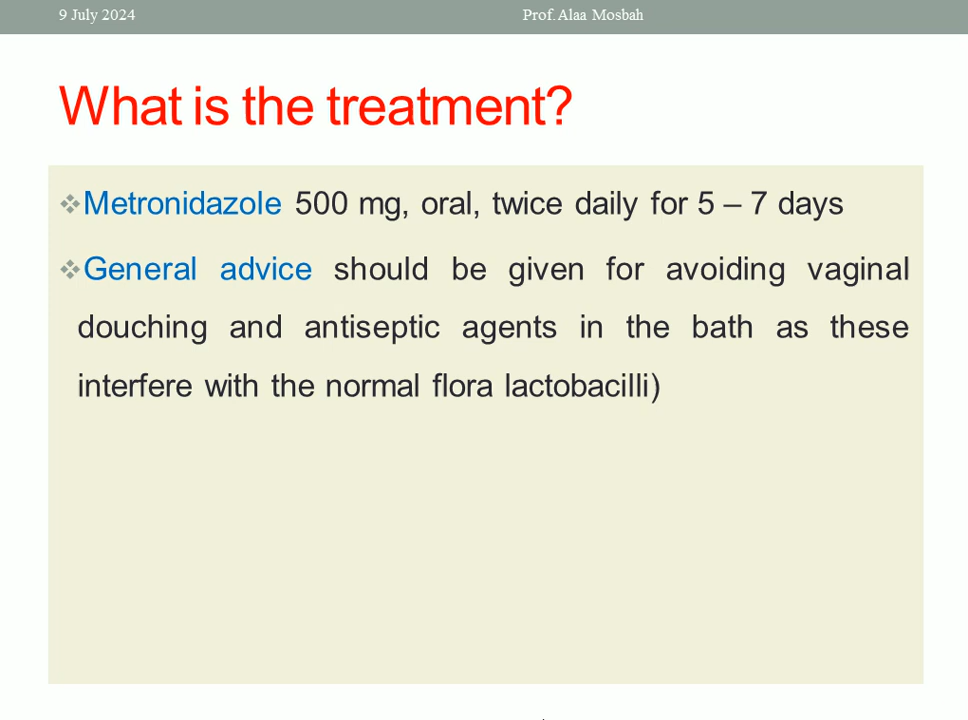 9 July 2024 Prof. Alaa Mosbah
What is the treatment?
❖Metronidazole 500 mg, oral, twice daily for 5 – 7 days
❖General advice should be given for avoiding vaginal
douching and antiseptic agents in the bath as these
interfere with the normal flora lactobacilli)